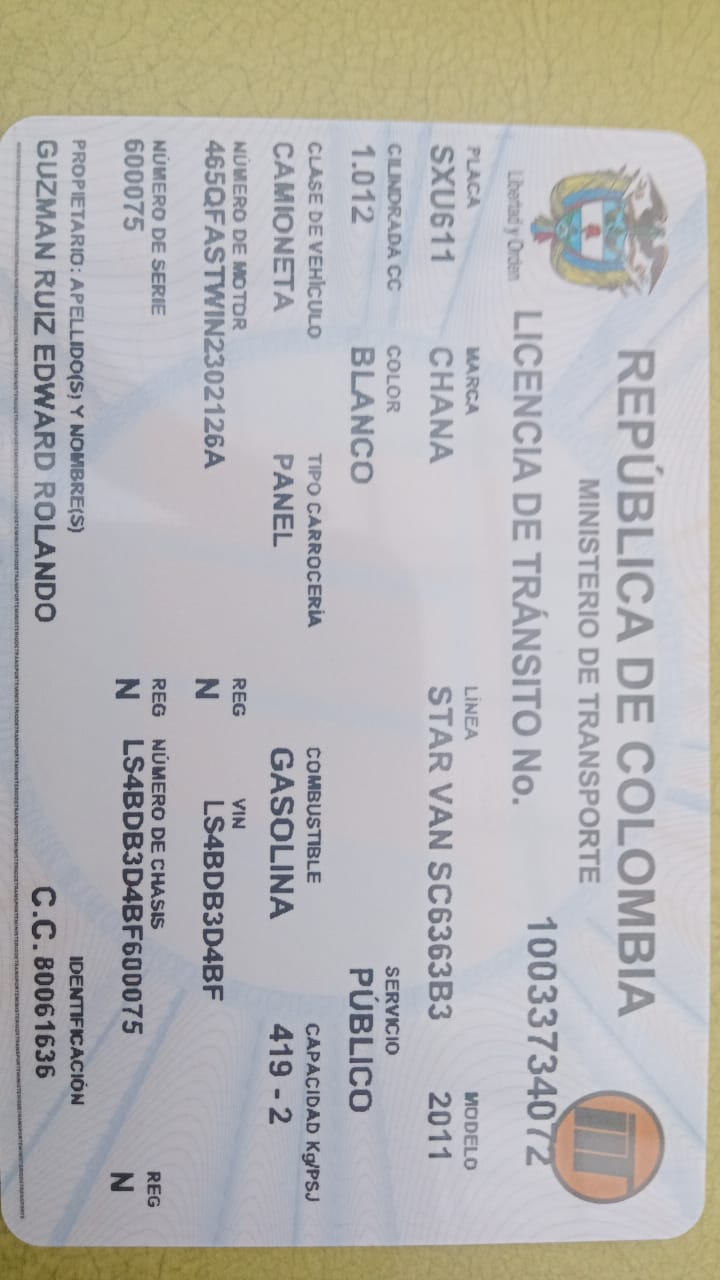 REPÚBLICA DE COLOMBIA
MINISTERIO DE TRANSPORTE
Libertad y Orden
LICENCIA DE TRÁNSITO No. 10033734072
PLACA MARCA LÍNEA MODELO
SXU611 CHANA STAR VAN SC6363B3 2011
CILINDRADA CC COLOR SERVICIO
1.012 BLANCO PÚBLICO
CLASE DE VEHÍCULO TIPO CARROCERÍA COMBUSTIBLE CAPACIDAD Kg/PSJ
CAMIONETA PANEL GASOLINA 419 - 2
NÚMERO DE MOTOR REG VIN
465QFASTWIN2302126A N LS4BDB3D4BF
NÚMERO DE SERIE REG NÚMERO DE CHASIS REG
600075 N LS4BDB3D4BF600075 N
PROPIETARIO: APELLIDO(S) Y NOMBRE(S) IDENTIFICACIÓN
GUZMAN RUIZ EDWARD ROLANDO C.C. 80061636